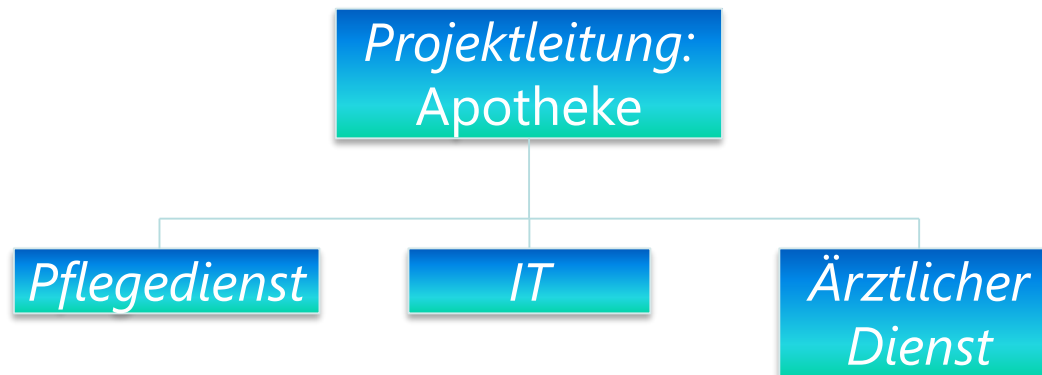 Projektleitung:
Apotheke
Pflegedienst
IT
Ärztlicher
Dienst